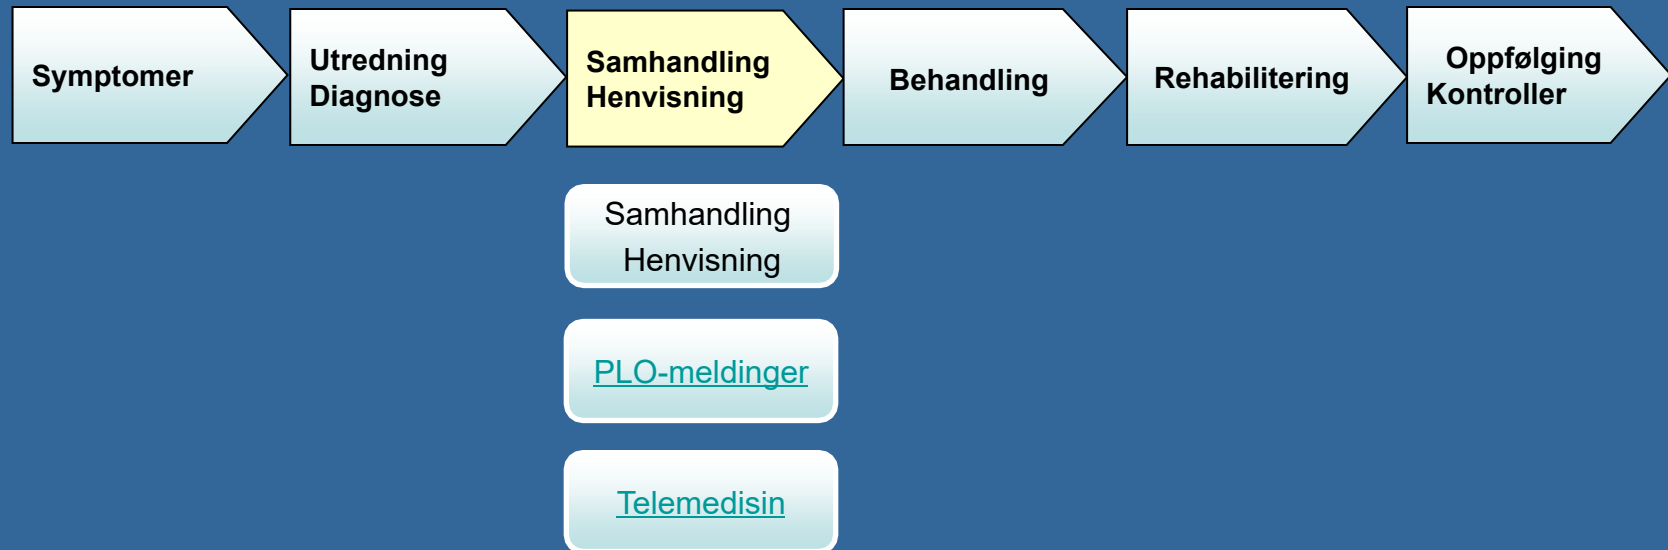 Symptomer
Utredning
Diagnose
Samhandling
Henvisning
Behandling
Rehabilitering
Oppfølging
Kontroller
Samhandling
Henvisning
PLO-meldinger
Telemedisin